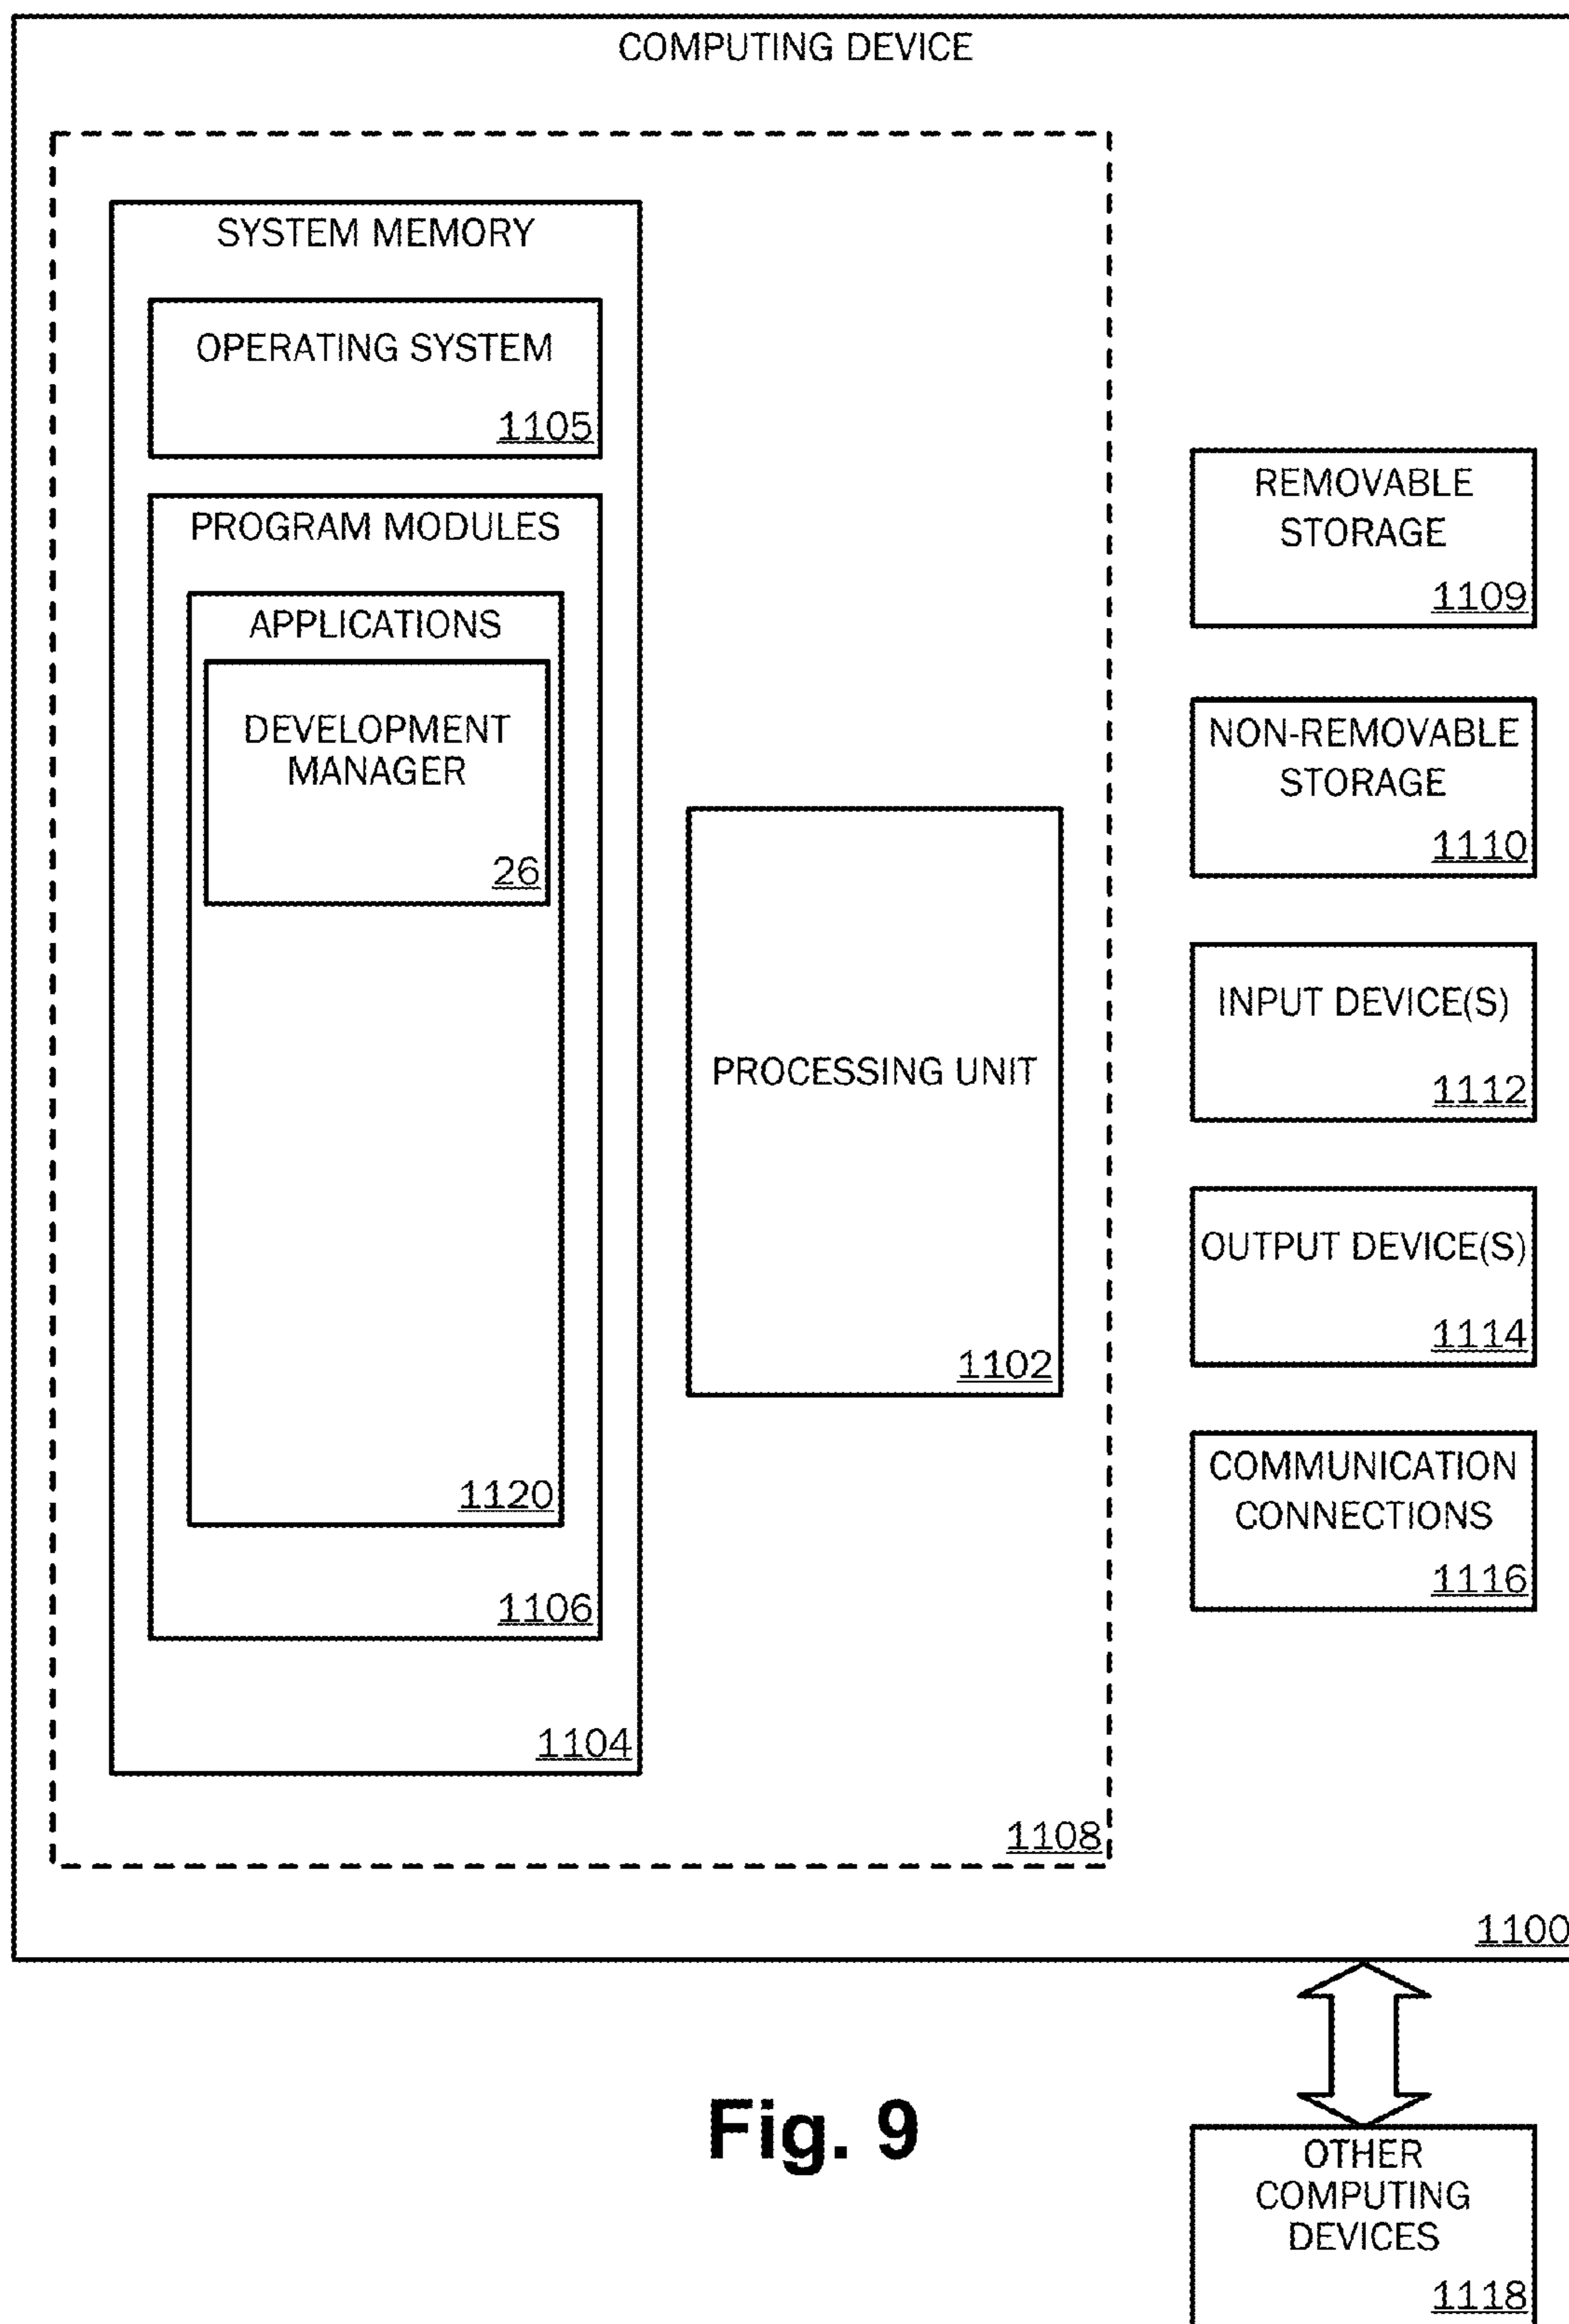 COMPUTING DEVICE
SYSTEM MEMORY
OPERATING SYSTEM
1105
PROGRAM MODULES
APPLICATIONS
DEVELOPMENT
MANAGER
26
1120
1106
1104
PROCESSING UNIT
1102
1108
REMOVABLE
STORAGE
1109
NON-REMOVABLE
STORAGE
1110
INPUT DEVICE(S)
1112
OUTPUT DEVICE(S)
1114
COMMUNICATION
CONNECTIONS
1116
1100
OTHER
COMPUTING
DEVICES
1118
Fig. 9